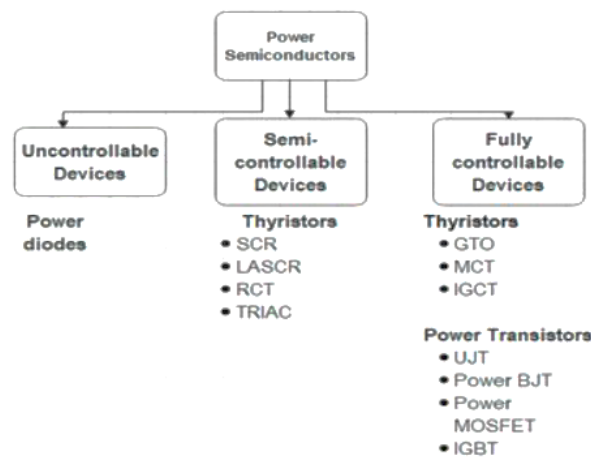 Power
Semiconductors
Uncontrollable
Devices
Semi-
controllable
Devices
Fully
controllable
Devices
Power
diodes
Thyristors
• SCR
• LASCR
• RCT
• TRIAC
Thyristors
• GTO
• MCT
• IGCT
Power Transistors
• UJT
• Power BJT
• Power
MOSFET
• IGBT